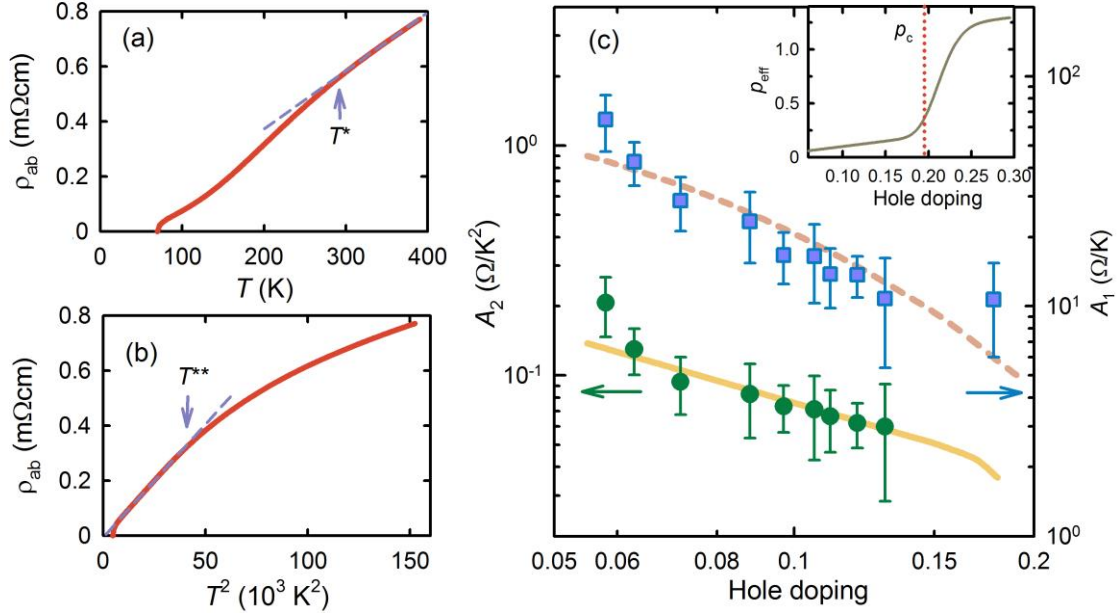 (a)
0.8
0.6
0.4
0.2
0
ρab (mΩcm)
T*
100 200 300 400
T (K)
(b)
0.8
0.6
0.4
0.2
0
ρab (mΩcm)
T**
0 50 100 150
T² (10³ K²)
(c)
A₂ (Ω/K²)
10⁰
10⁻¹
0.05 0.06 0.08 0.1 0.15 0.2
Hole doping
A₁ (Ω/K)
10²
10¹
10⁰
pc
peff
1.0
0.5
0
0.10 0.15 0.20 0.25 0.30
Hole doping